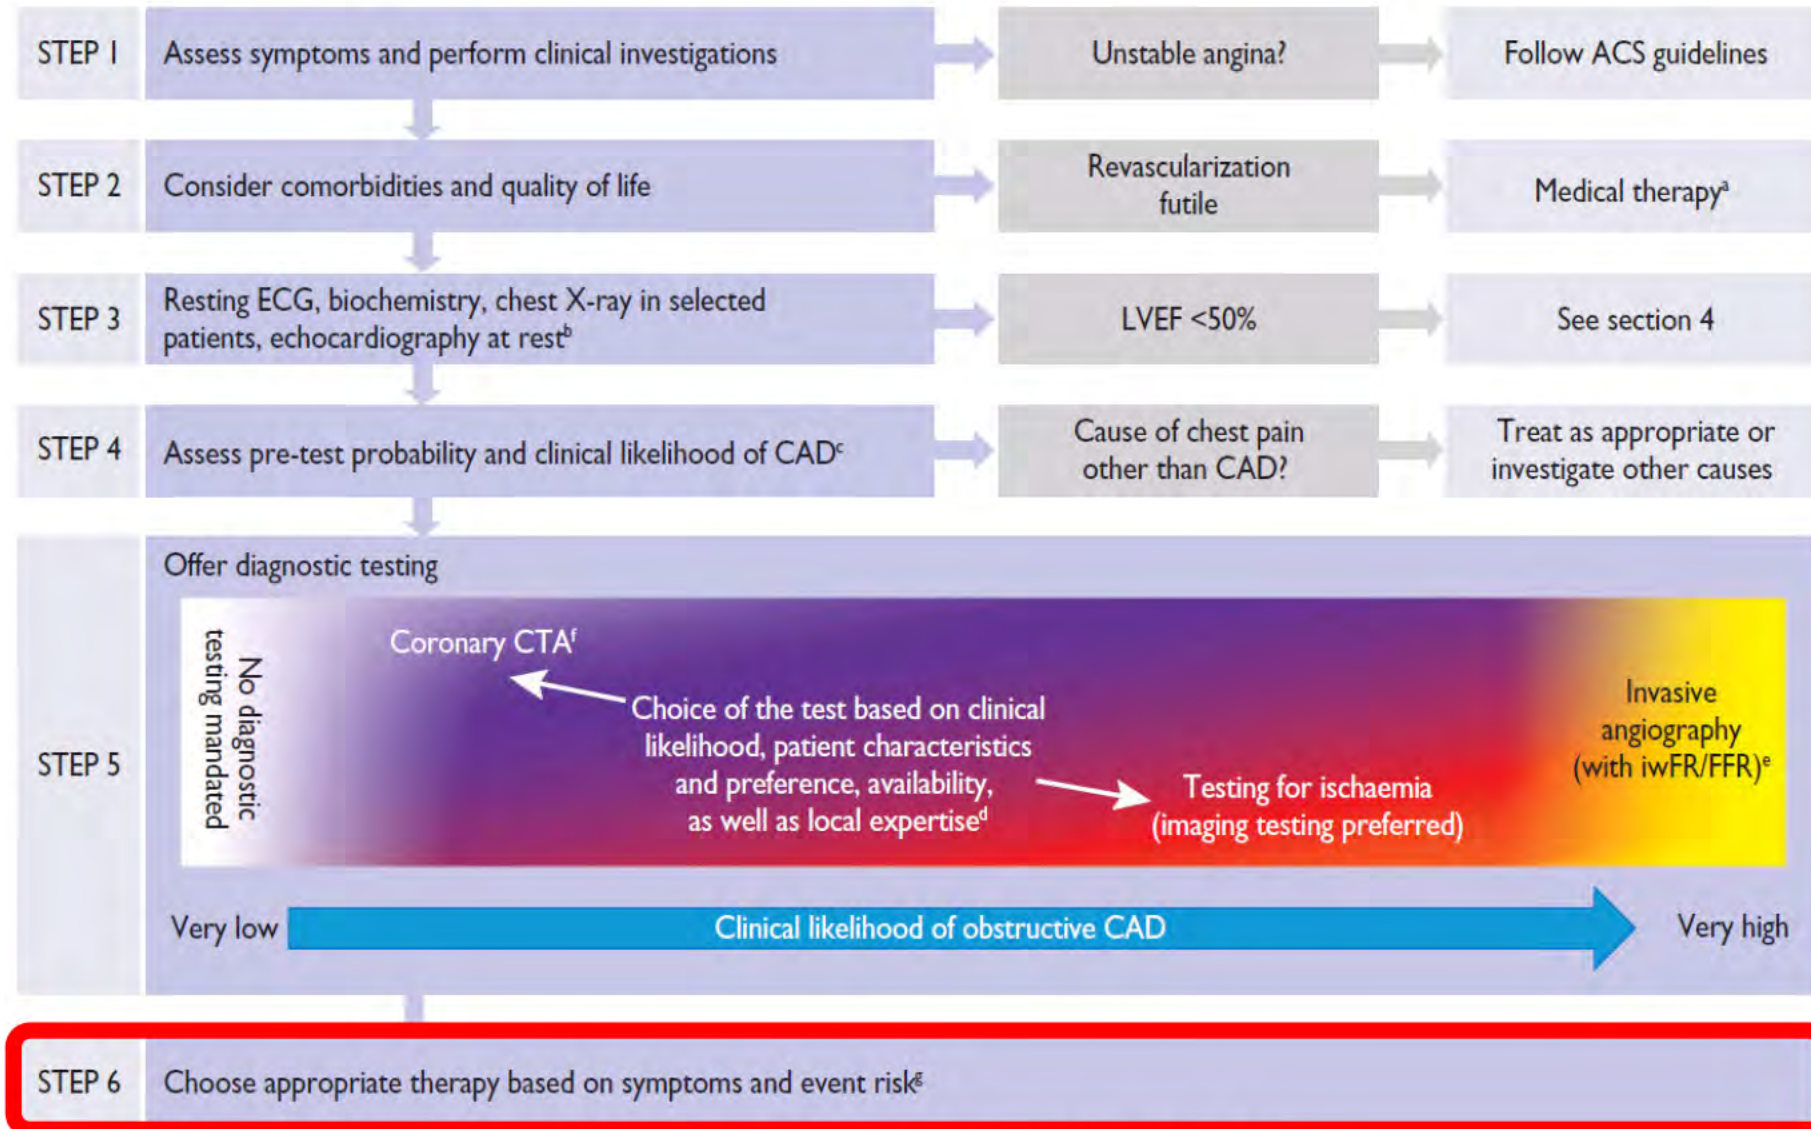 STEP 1
Assess symptoms and perform clinical investigations
Unstable angina?
Follow ACS guidelines
STEP 2
Consider comorbidities and quality of life
Revascularization
futile
Medical therapyᵃ
STEP 3
Resting ECG, biochemistry, chest X-ray in selected
patients, echocardiography at restᵇ
LVEF <50%
See section 4
STEP 4
Assess pre-test probability and clinical likelihood of CADᶜ
Cause of chest pain
other than CAD?
Treat as appropriate or
investigate other causes
STEP 5
Offer diagnostic testing
No diagnostic
testing mandated
Coronary CTAᶠ
Choice of the test based on clinical
likelihood, patient characteristics
and preference, availability,
as well as local expertiseᵈ
Testing for ischaemia
(imaging testing preferred)
Invasive
angiography
(with iwFR/FFR)ᵉ
Very low
Clinical likelihood of obstructive CAD
Very high
STEP 6
Choose appropriate therapy based on symptoms and event riskᵍ